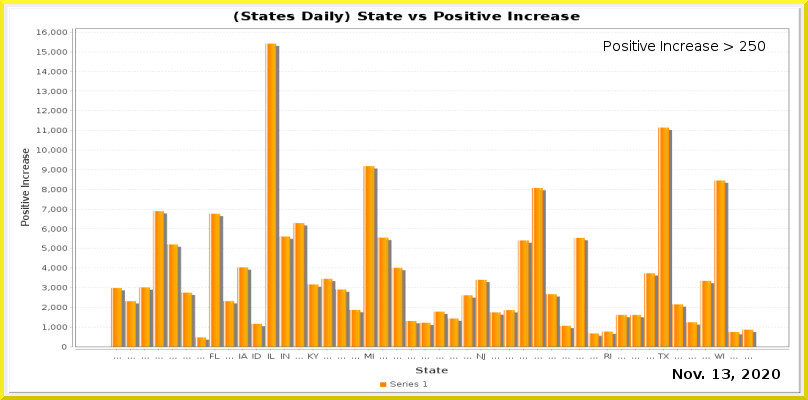 (States Daily) State vs Positive Increase
Positive Increase > 250
16,000
15,000
14,000
13,000
12,000
11,000
10,000
9,000
8,000
7,000
6,000
5,000
4,000
3,000
2,000
1,000
0
Positive Increase
... ... ... ... ... ... ... FL ... IA ID IL IN ... KY ... ... ... MI ... ... ... ... ... ... ... NJ ... ... ... ... ... ... ... ... RI ... ... ... TX ... ... ... WI ... ...
State
Series 1
Nov. 13, 2020